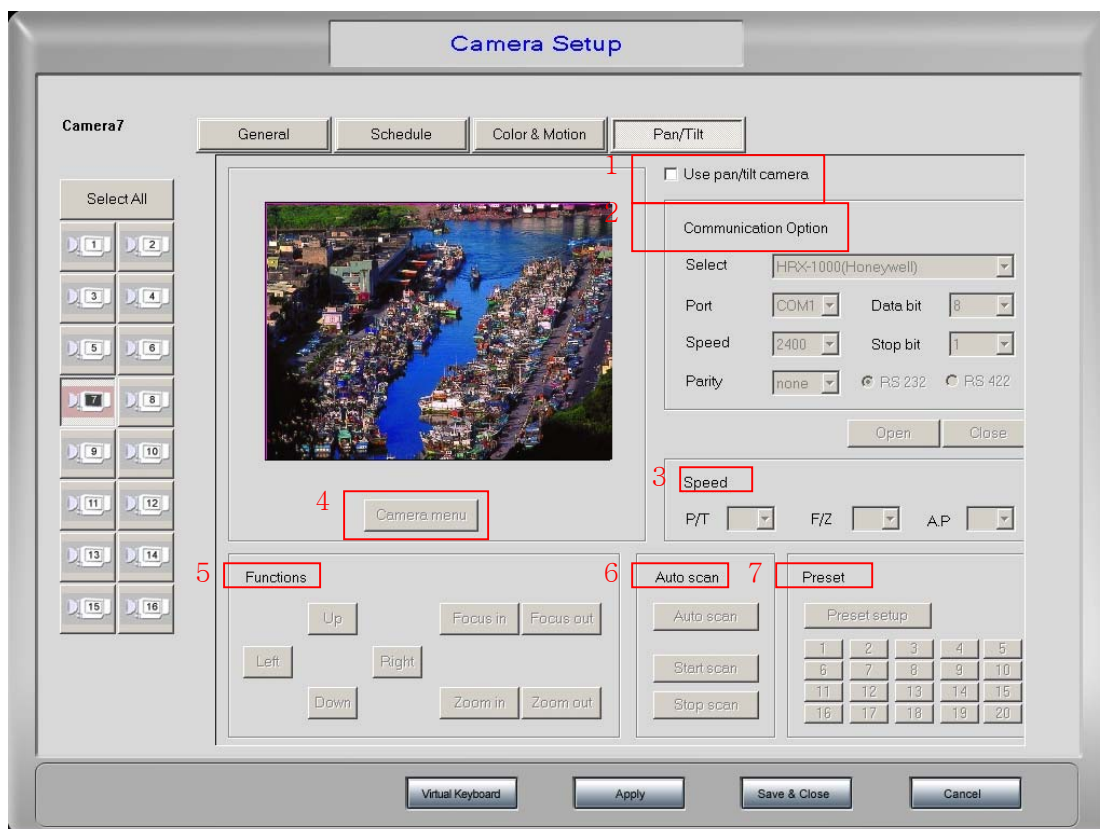 Camera Setup
Camera7
General Schedule Color & Motion Pan/Tilt
Select All
1 2
3 4
5 6
7 8
9 10
11 12
13 14
15 16
1 Use pan/tilt camera
2 Communication Option
Select HRX-1000(Honeywell)
Port COM1 Data bit 8
Speed 2400 Stop bit 1
Parity none RS 232 RS 422
Open Close
3 Speed
P/T F/Z A.P
4 Camera menu
5 Functions
Up Focus in Focus out
Left Right
Down Zoom in Zoom out
6 Auto scan
Auto scan
Start scan
Stop scan
7 Preset
Preset setup
1 2 3 4 5
6 7 8 9 10
11 12 13 14 15
16 17 18 19 20
Virtual Keyboard Apply Save & Close Cancel